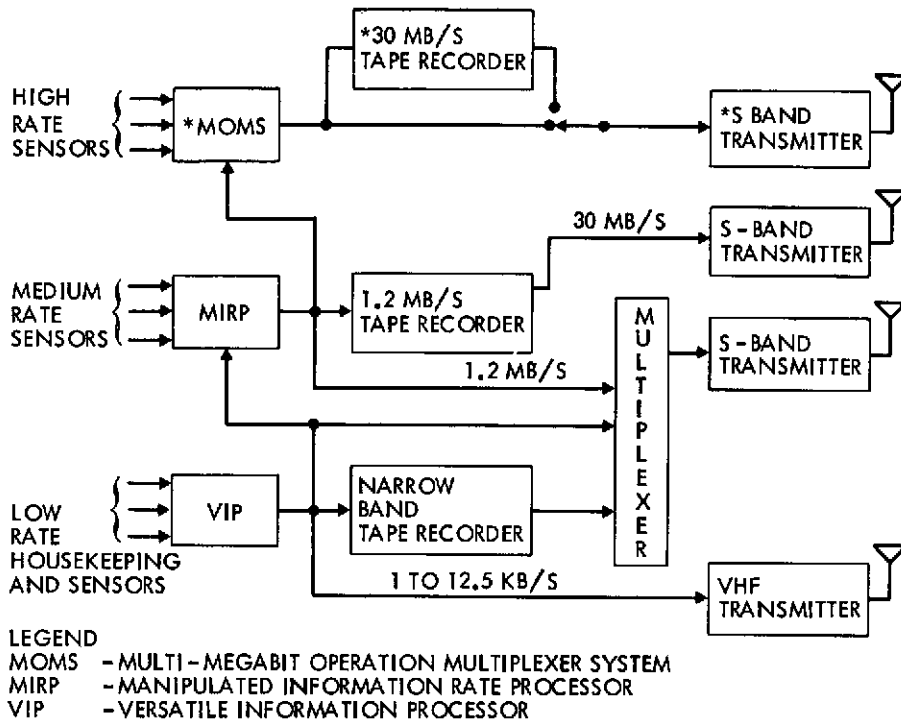 *30 MB/S
TAPE RECORDER
HIGH
RATE
SENSORS
*MOMS
*S BAND
TRANSMITTER
30 MB/S
S-BAND
TRANSMITTER
MEDIUM
RATE
SENSORS
MIRP
1.2 MB/S
TAPE RECORDER
MULTIPLEXER
S-BAND
TRANSMITTER
1.2 MB/S
LOW
RATE
HOUSEKEEPING
AND SENSORS
VIP
NARROW
BAND
TAPE RECORDER
1 TO 12.5 KB/S
VHF
TRANSMITTER
LEGEND
MOMS - MULTI-MEGABIT OPERATION MULTIPLEXER SYSTEM
MIRP - MANIPULATED INFORMATION RATE PROCESSOR
VIP - VERSATILE INFORMATION PROCESSOR